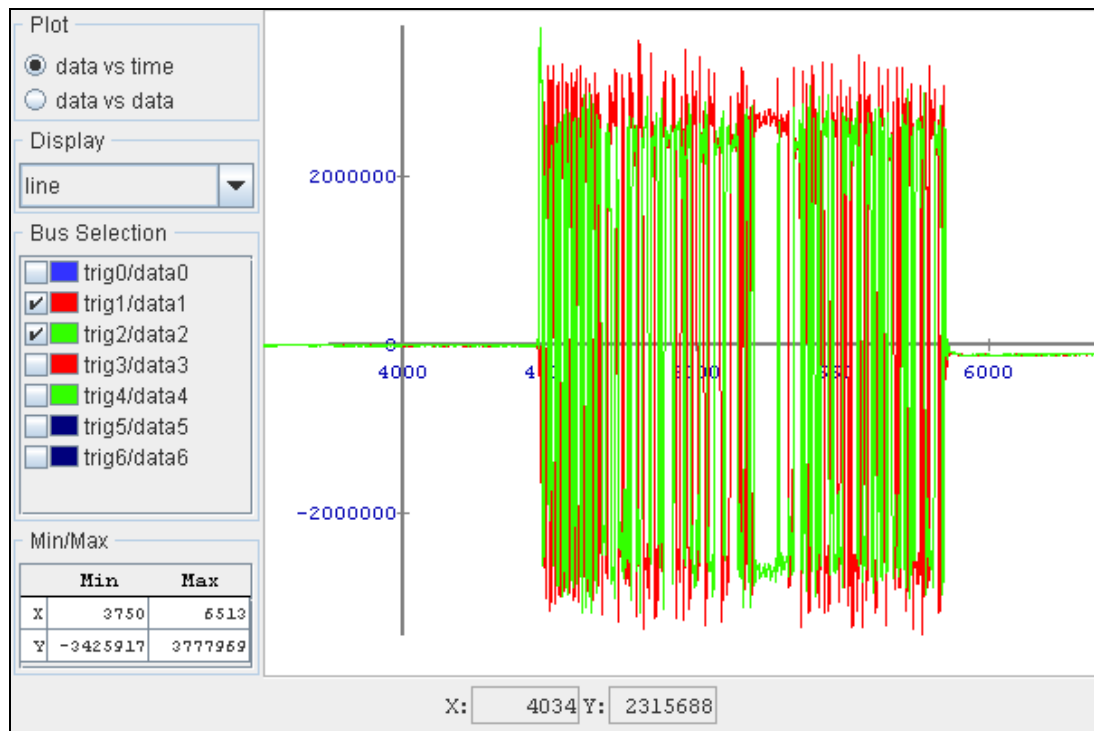 Plot
data vs time
data vs data
Display
line
Bus Selection
trig0/data0
trig1/data1
trig2/data2
trig3/data3
trig4/data4
trig5/data5
trig6/data6
Min/Max
Min Max
X 3750 6513
Y -3425917 3777969
2000000
0
4000 6000
-2000000
X: 4034 Y: 2315688